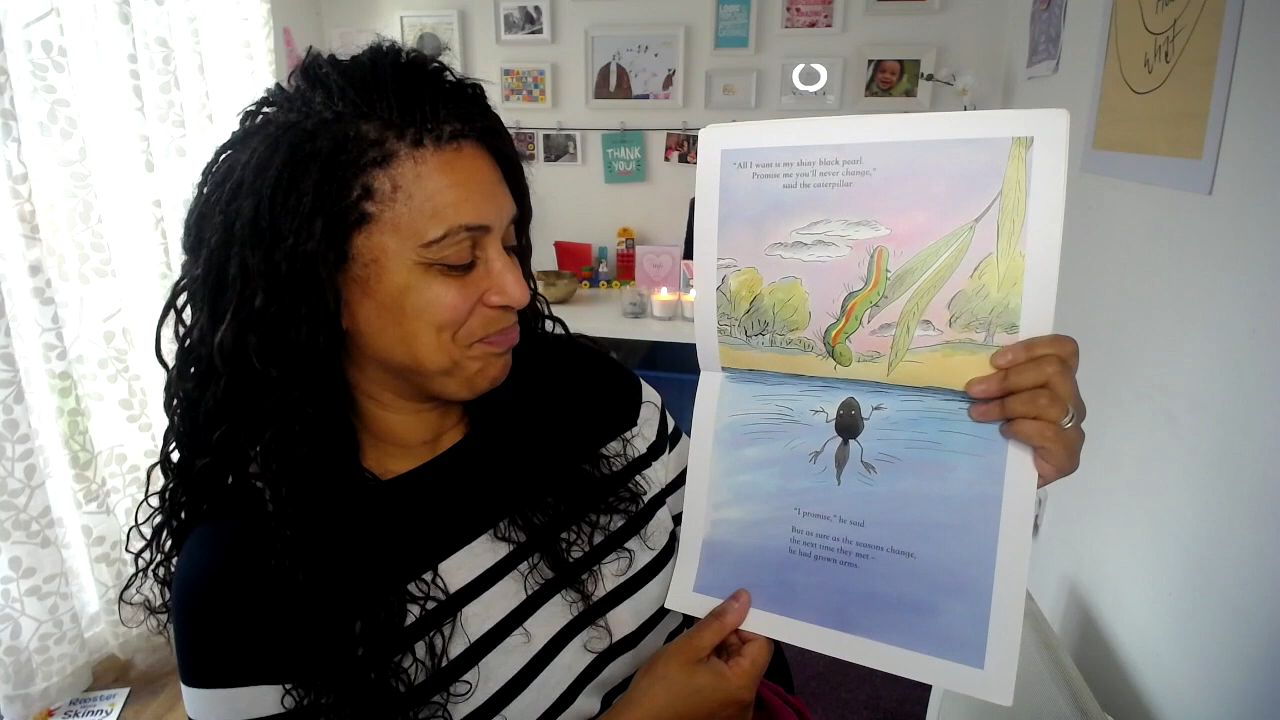 THANK
YOU!
what
"All I want is my shiny black pearl.
Promise me you'll never change,"
said the caterpillar.
"I promise," he said.
But as sure as the seasons change,
the next time they met –
he had grown arms.
Rooster
Skinny